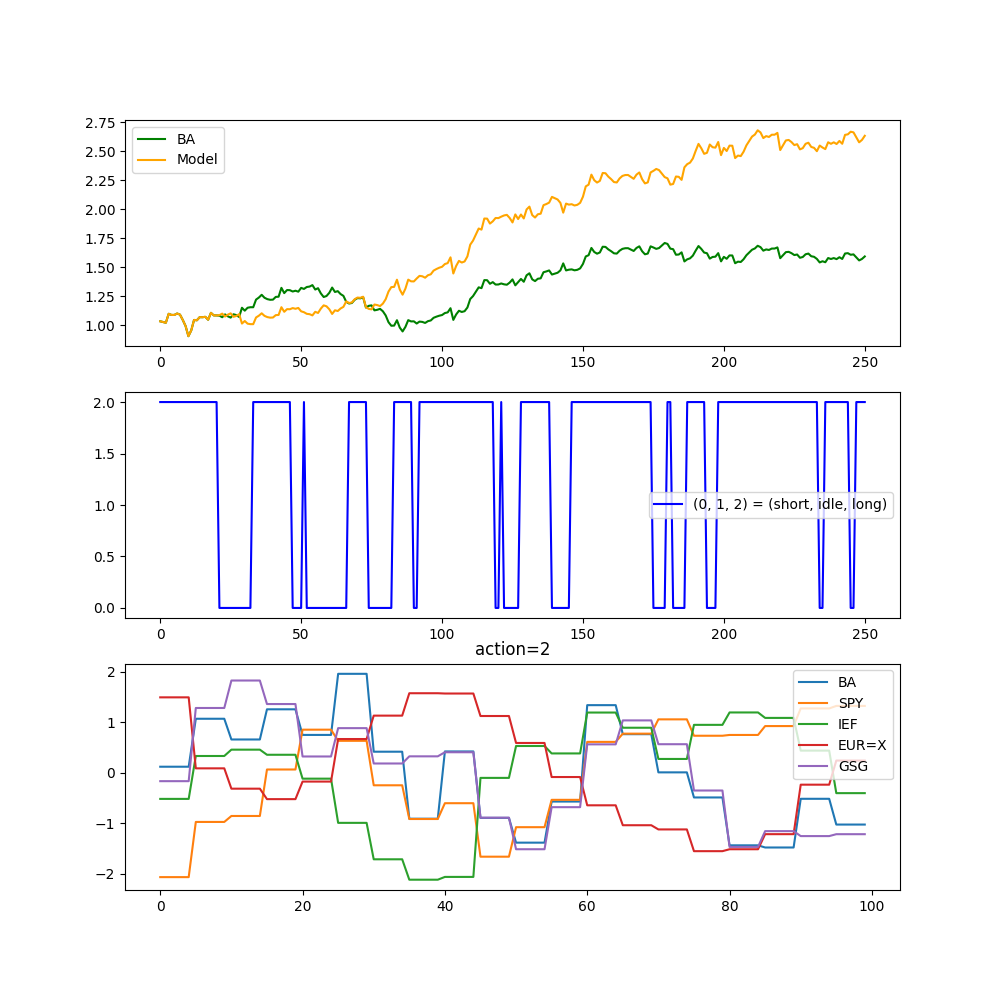 2.75
2.50
2.25
2.00
1.75
1.50
1.25
1.00
BA
Model
0 50 100 150 200 250
2.0
1.5
1.0
0.5
0.0
(0, 1, 2) = (short, idle, long)
0 50 100 150 200 250
action=2
2
1
0
−1
−2
BA
SPY
IEF
EUR=X
GSG
0 20 40 60 80 100